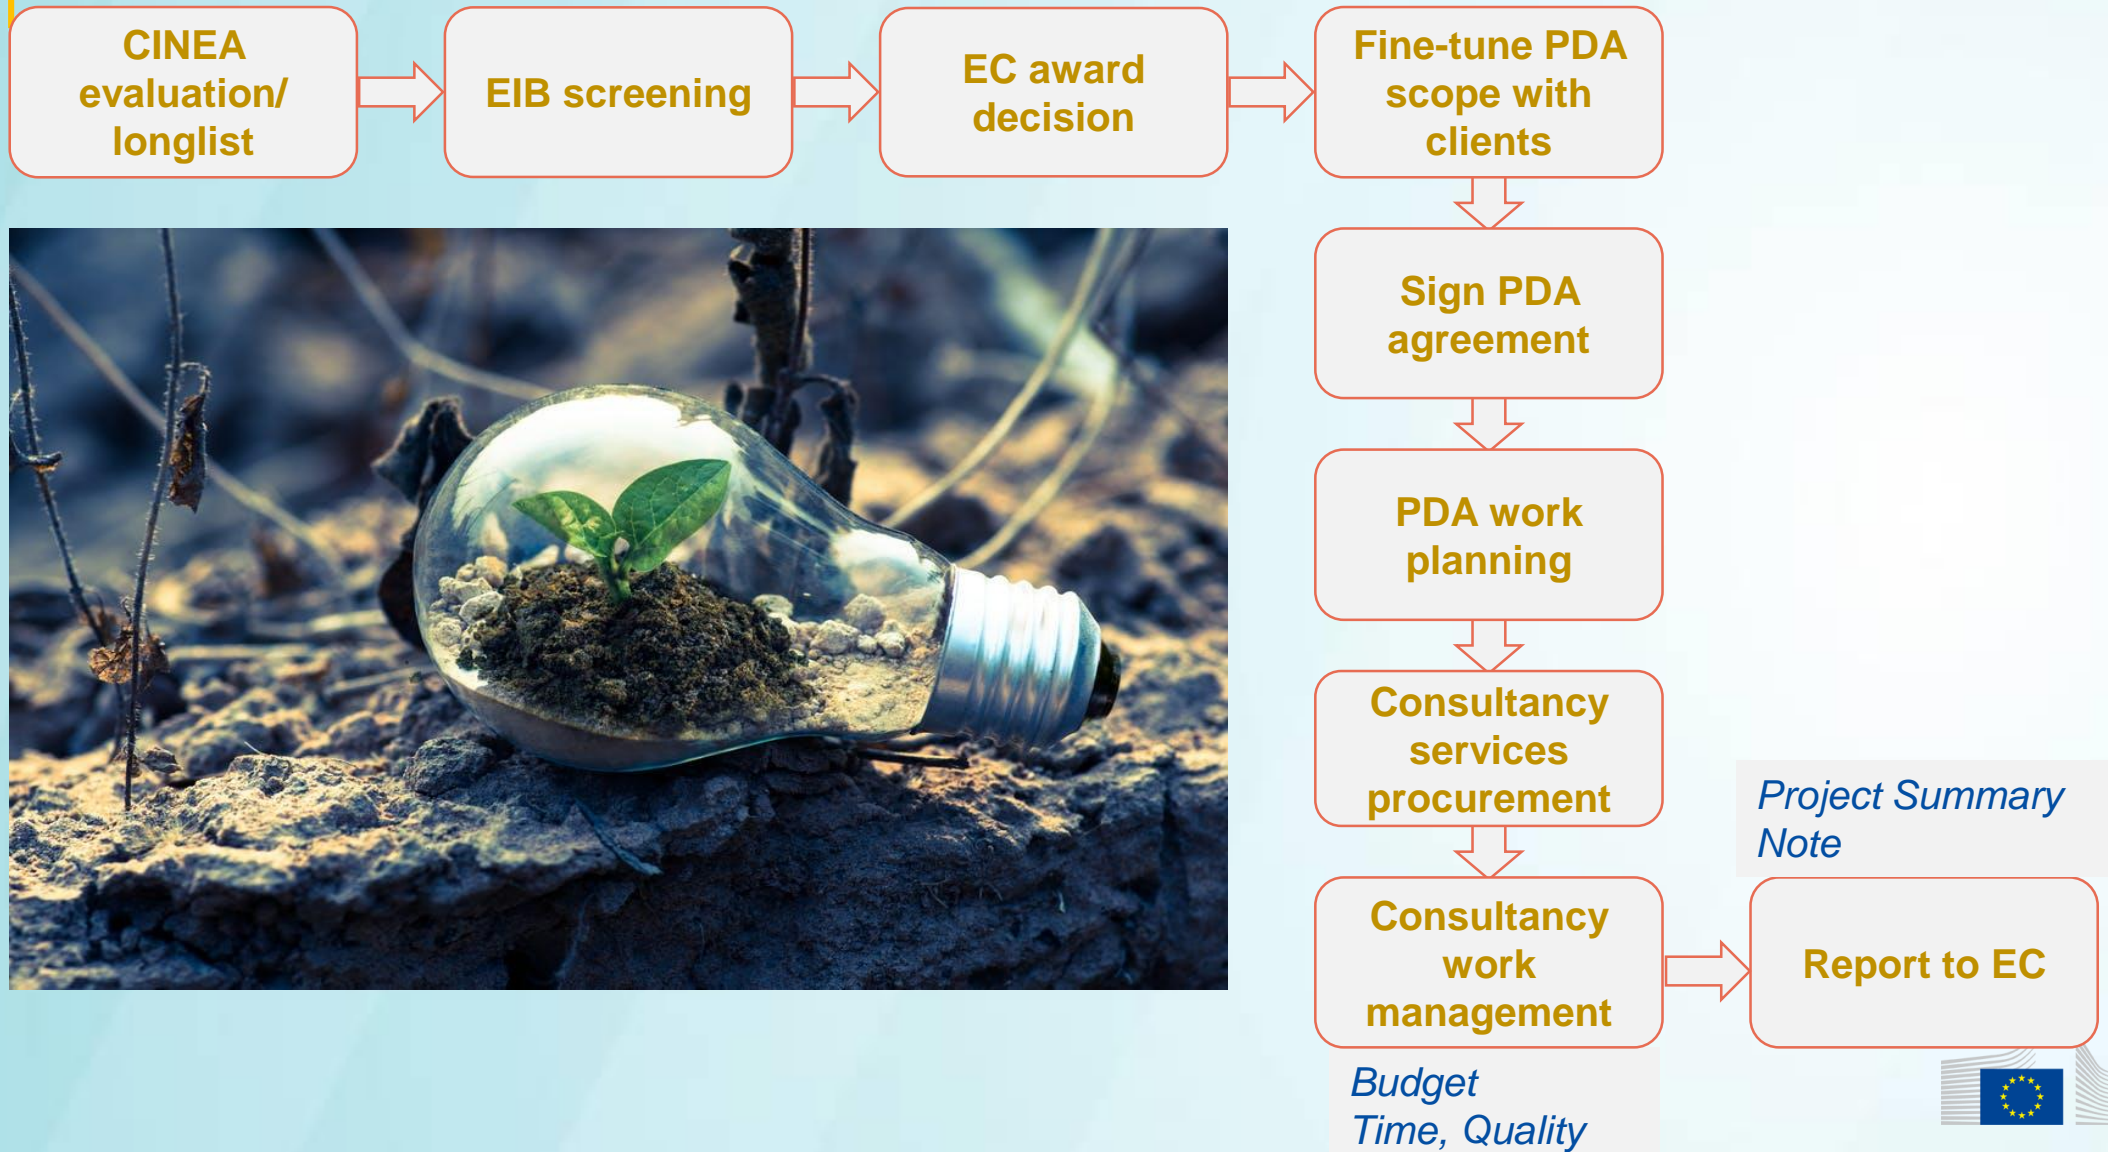 CINEA
evaluation/
longlist
EIB screening
EC award
decision
Fine-tune PDA
scope with
clients
Sign PDA
agreement
PDA work
planning
Consultancy
services
procurement
Consultancy
work
management
Budget
Time, Quality
Project Summary
Note
Report to EC